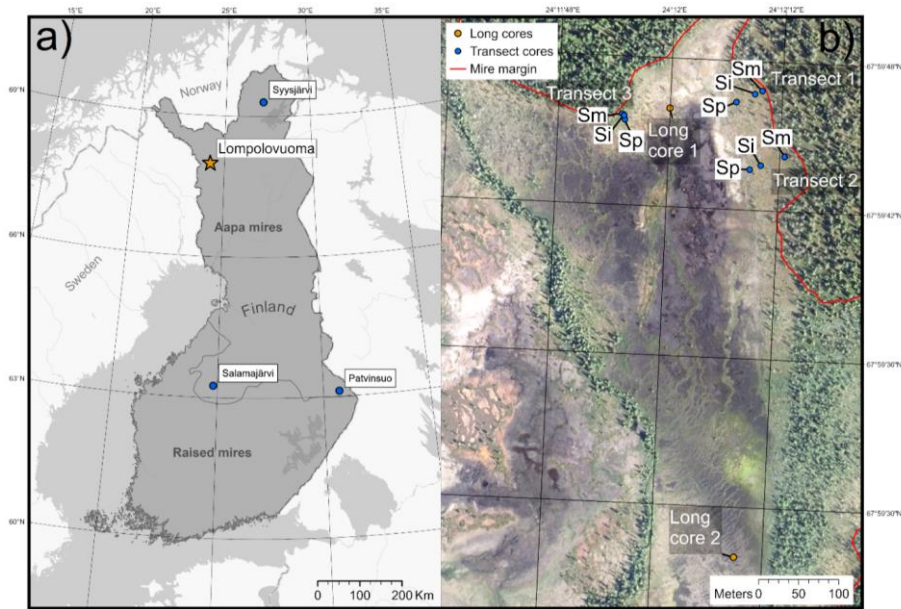 a)
20°E
25°E
30°E
35°E
69°N
66°N
63°N
60°N
Norway
Sweden
Finland
Syysjärvi
Lompolovuoma
Aapa mires
Salamajärvi
Patvinsuo
Raised mires
0 100 200 Km
b)
24°11'48"E
24°12'E
24°12'12"E
67°59'48"N
67°59'42"N
67°59'36"N
67°59'30"N
Long cores
Transect cores
Mire margin
Transect 3
Sm
Si
Sp
Long
core 1
Sm
Si
Sp
Transect 1
Sm
Si
Sp
Transect 2
Long
core 2
Meters
0 50 100